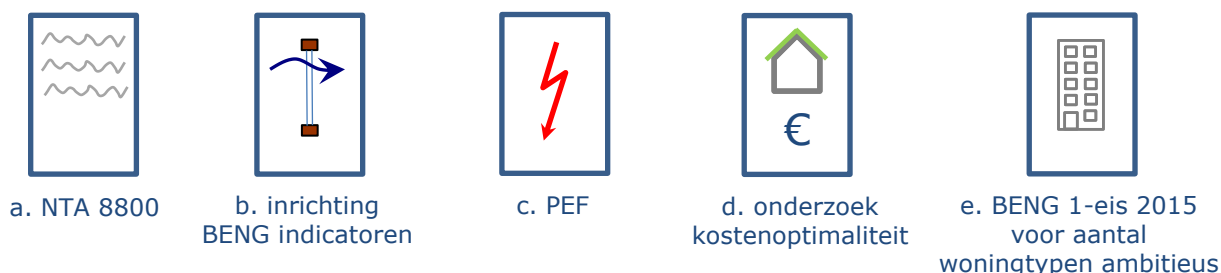 €
a. NTA 8800
b. inrichting
BENG indicatoren
c. PEF
d. onderzoek
kostenoptimaliteit
e. BENG 1-eis 2015
voor aantal
woningtypen ambitieus